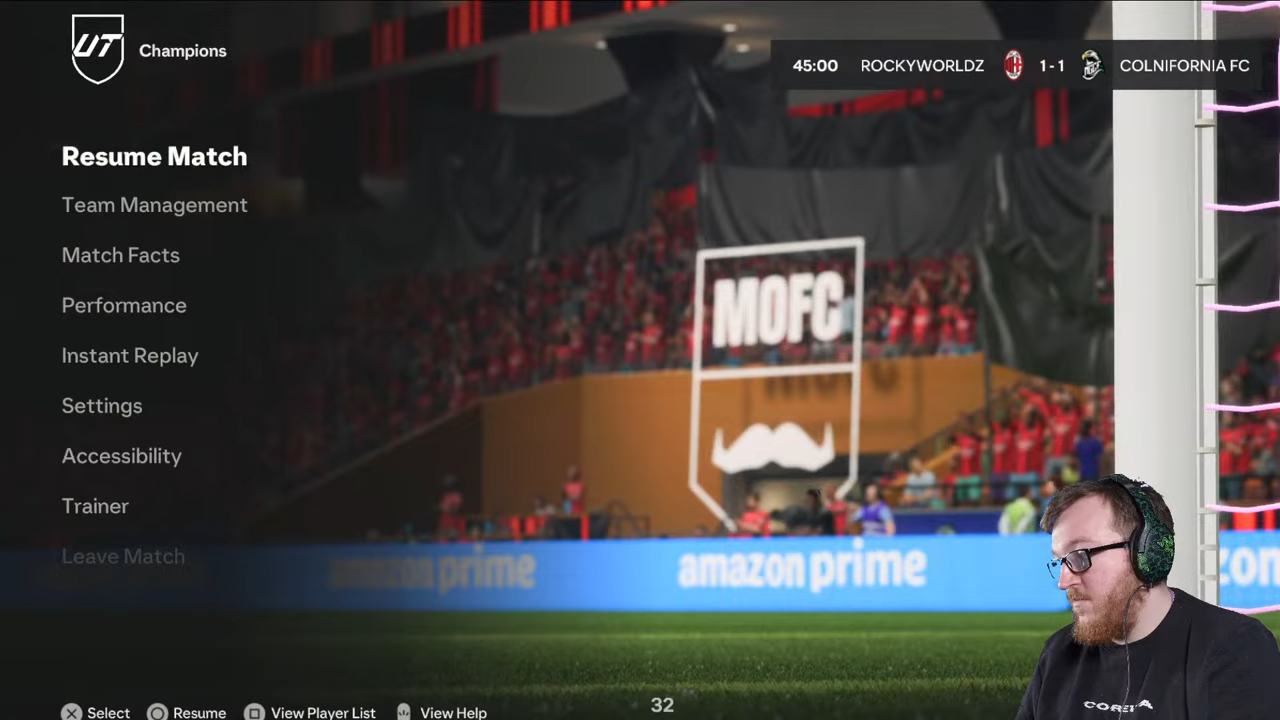 UT Champions
45:00 ROCKYWORLDZ 1-1 COLNIFORNIA FC
Resume Match
Team Management
Match Facts
Performance
Instant Replay
Settings
Accessibility
Trainer
Leave Match
MOFC
amazon prime
amazon prime
zon
Select Resume View Player List View Help
32